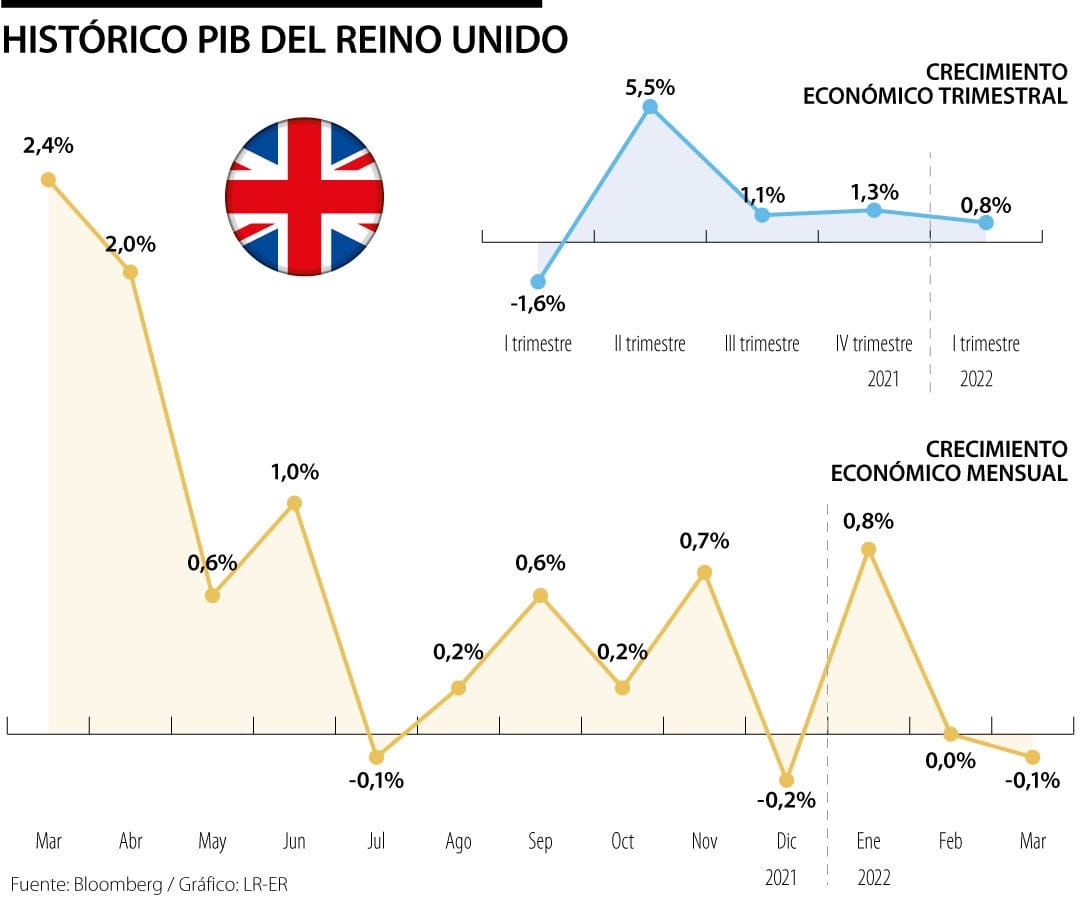 HISTÓRICO PIB DEL REINO UNIDO
CRECIMIENTO
ECONÓMICO TRIMESTRAL
5,5%
1,1%
1,3%
0,8%
-1,6%
I trimestre
II trimestre
III trimestre
IV trimestre
I trimestre
2021
2022
CRECIMIENTO
ECONÓMICO MENSUAL
2,4%
2,0%
0,6%
1,0%
-0,1%
0,2%
0,6%
0,2%
0,7%
-0,2%
0,8%
0,0%
-0,1%
Mar
Abr
May
Jun
Jul
Ago
Sep
Oct
Nov
Dic
Ene
Feb
Mar
2021
2022
Fuente: Bloomberg / Gráfico: LR-ER